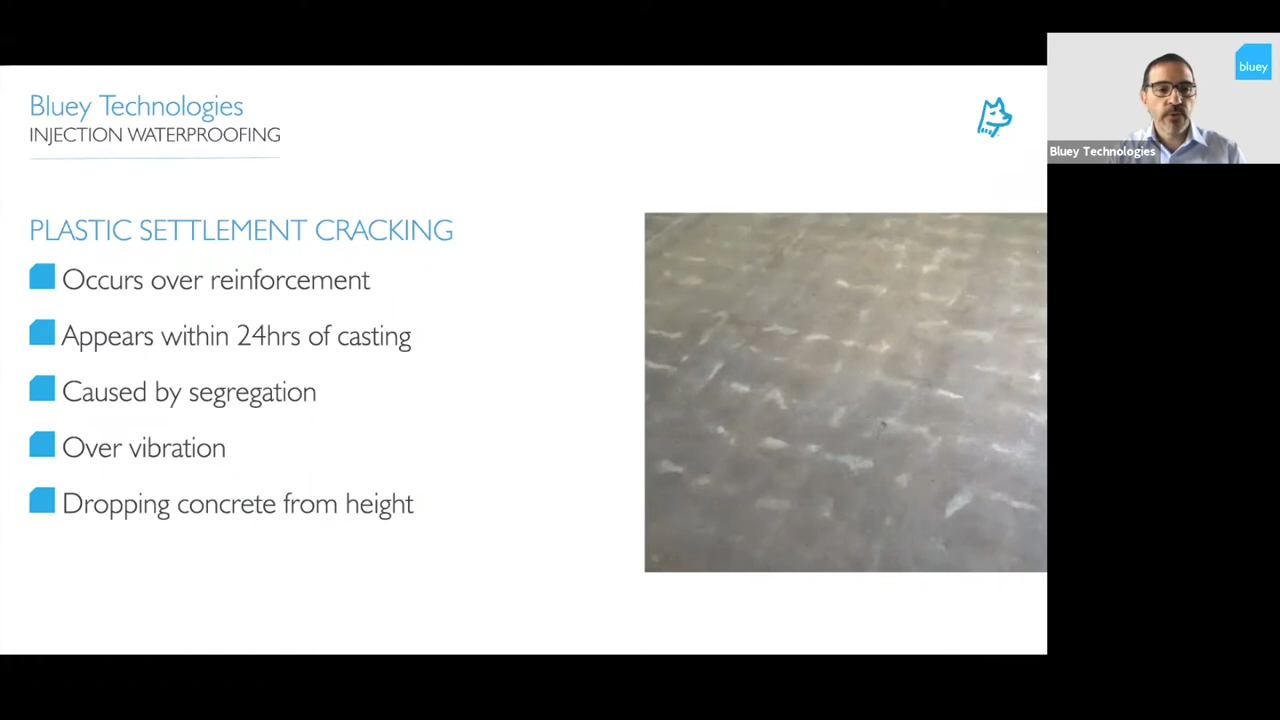 Bluey Technologies
INJECTION WATERPROOFING
PLASTIC SETTLEMENT CRACKING
Occurs over reinforcement
Appears within 24hrs of casting
Caused by segregation
Over vibration
Dropping concrete from height
bluey
Bluey Technologies